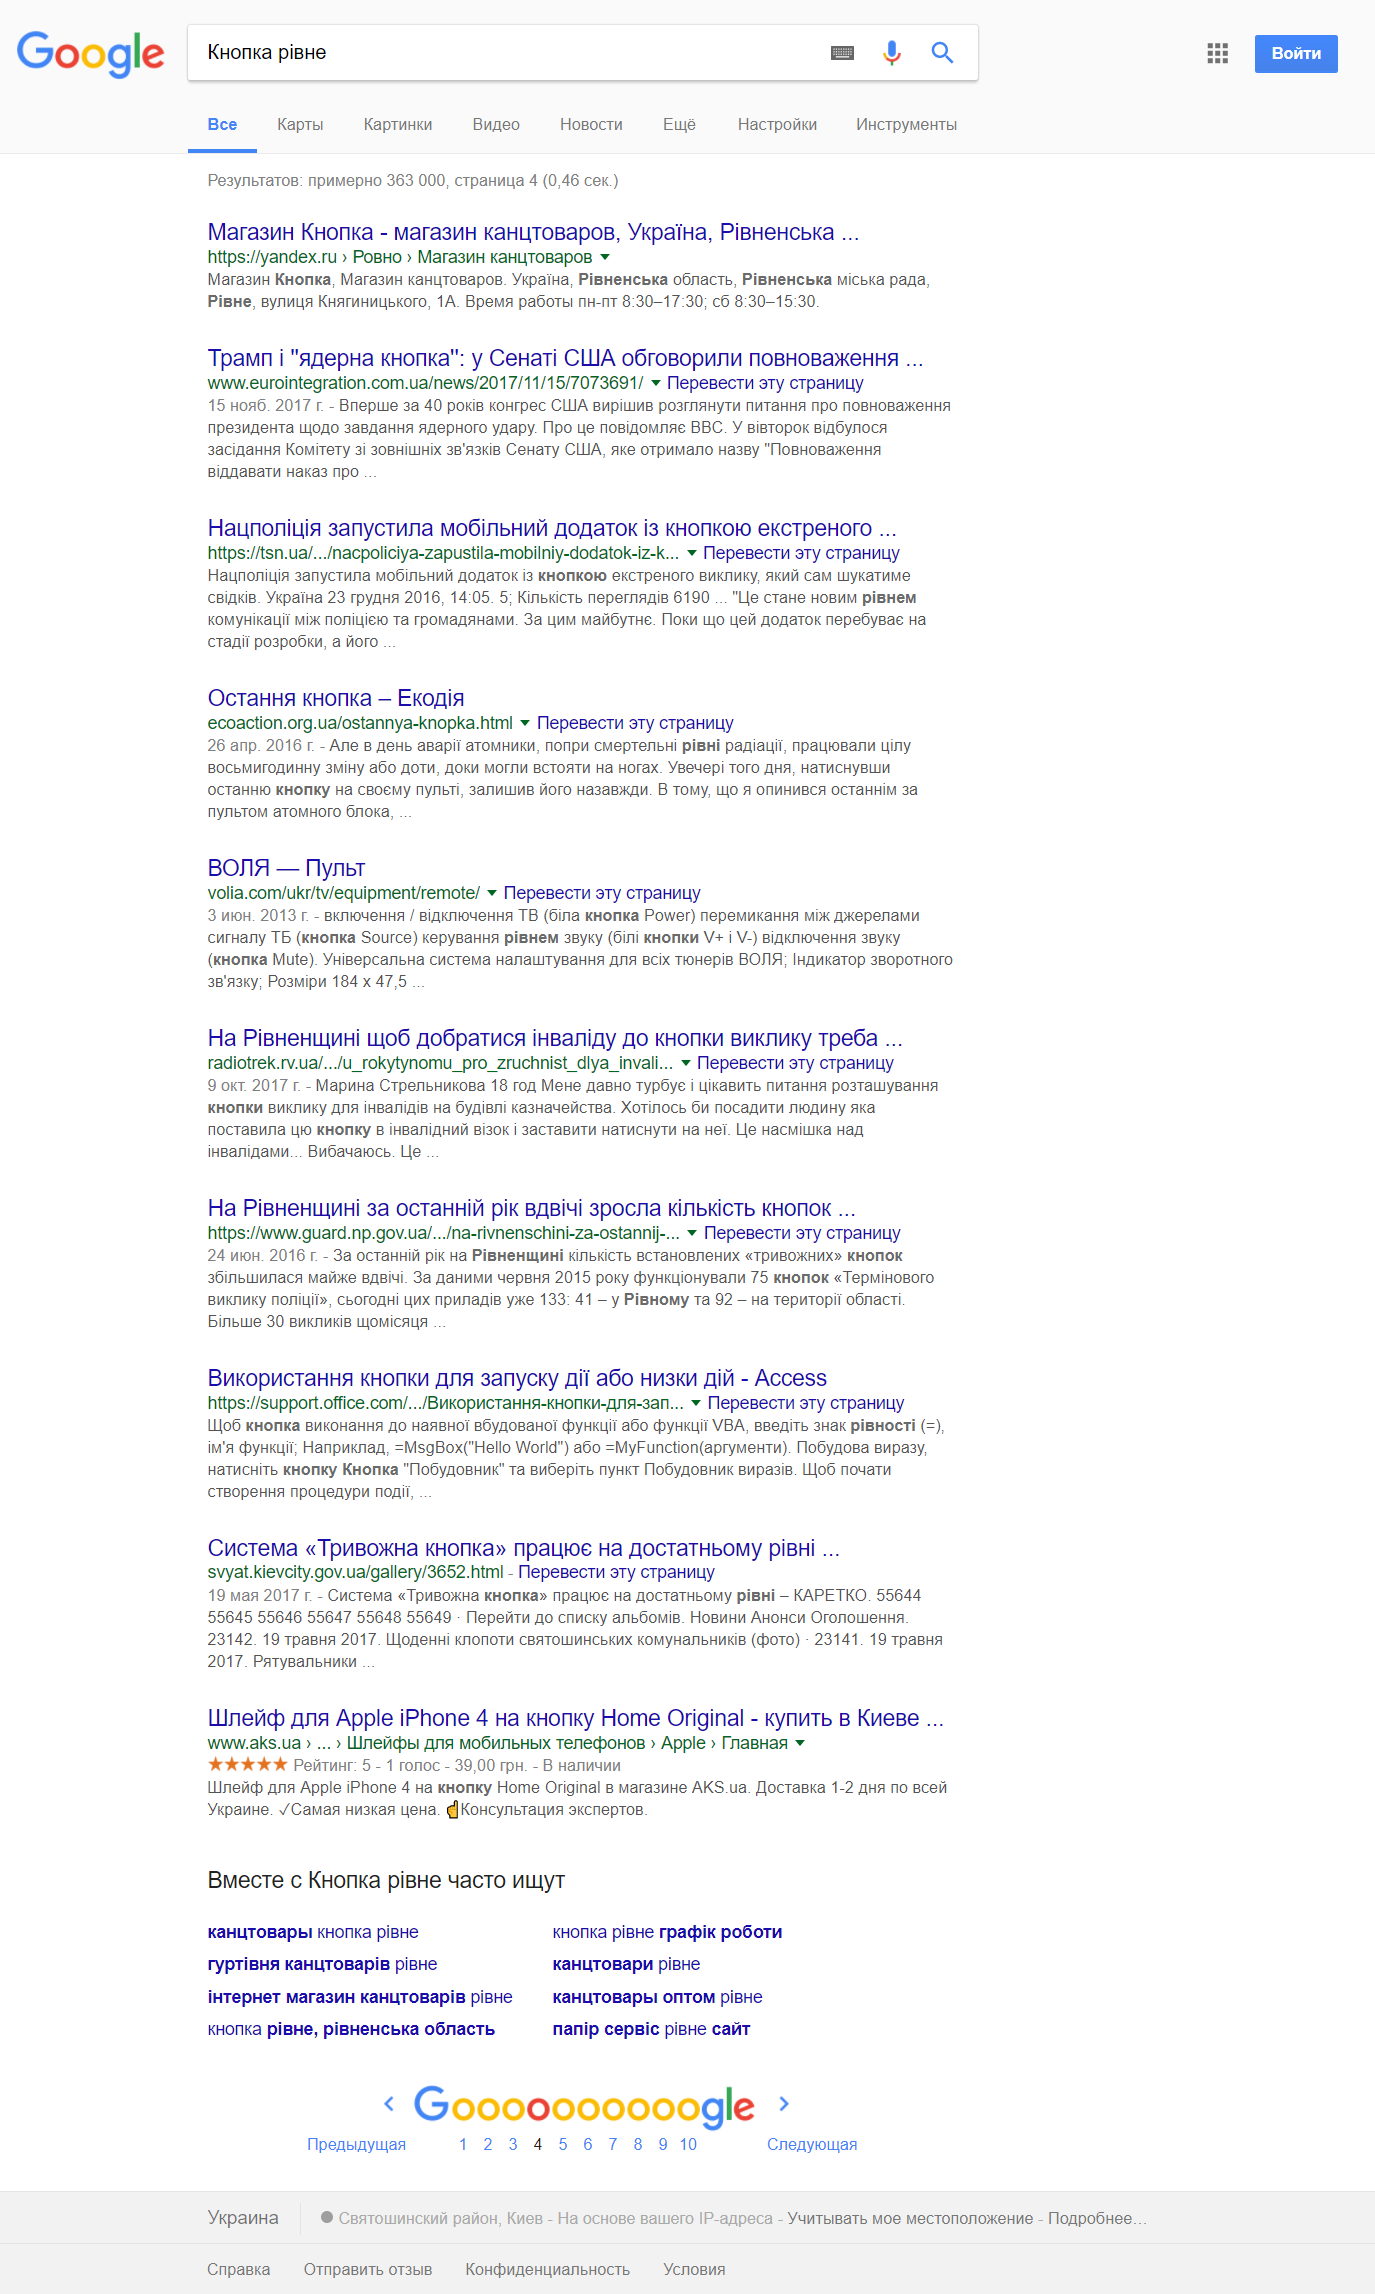 Google
Кнопка рівне
Войти
Все Карты Картинки Видео Новости Ещё Настройки Инструменты
Результатов: примерно 363 000, страница 4 (0,46 сек.)
Магазин Кнопка - магазин канцтоваров, Україна, Рівненська ...
https://yandex.ru › Ровно › Магазин канцтоваров
Магазин Кнопка, Магазин канцтоваров. Україна, Рівненська область, Рівненська міська рада,
Рівне, вулиця Княгиницького, 1А. Время работы пн-пт 8:30–17:30; сб 8:30–15:30.
Трамп і "ядерна кнопка": у Сенаті США обговорили повноваження ...
www.eurointegration.com.ua/news/2017/11/15/7073691/ Перевести эту страницу
15 нояб. 2017 г. - Вперше за 40 років конгрес США вирішив розглянути питання про повноваження
президента щодо завдання ядерного удару. Про це повідомляє BBC. У вівторок відбулося
засідання Комітету зі зовнішніх зв'язків Сенату США, яке отримало назву "Повноваження
віддавати наказ про ...
Нацполіція запустила мобільний додаток із кнопкою екстреного ...
https://tsn.ua/.../nacpoliciya-zapustila-mobilniy-dodatok-iz-k... Перевести эту страницу
Нацполіція запустила мобільний додаток із кнопкою екстреного виклику, який сам шукатиме
свідків. Україна 23 грудня 2016, 14:05. 5; Кількість переглядів 6190 ... "Це стане новим рівнем
комунікації між поліцією та громадянами. За цим майбутнє. Поки що цей додаток перебуває на
стадії розробки, а його ...
Остання кнопка – Екодія
ecoaction.org.ua/ostannya-knopka.html Перевести эту страницу
26 апр. 2016 г. - Але в день аварії атомники, попри смертельні рівні радіації, працювали цілу
восьмигодинну зміну або доти, доки могли встояти на ногах. Увечері того дня, натиснувши
останню кнопку на своєму пульті, залишив його назавжди. В тому, що я опинився останнім за
пультом атомного блока, ...
ВОЛЯ — Пульт
volia.com/ukr/tv/equipment/remote/ Перевести эту страницу
3 июн. 2013 г. - включення / відключення ТВ (біла кнопка Power) перемикання між джерелами
сигналу ТБ (кнопка Source) керування рівнем звуку (білі кнопки V+ і V-) відключення звуку
(кнопка Mute). Універсальна система налаштування для всіх тюнерів ВОЛЯ; Індикатор зворотного
зв'язку; Розміри 184 х 47,5 ...
На Рівненщині щоб добратися інваліду до кнопки виклику треба ...
radiotrek.rv.ua/.../u_rokytynomu_pro_zruchnist_dlya_invali... Перевести эту страницу
9 окт. 2017 г. - Марина Стрельникова 18 год Мене давно турбує і цікавить питання розташування
кнопки виклику для інвалідів на будівлі казначейства. Хотілось би посадити людину яка
поставила цю кнопку в інвалідний візок і заставити натиснути на неї. Це насмішка над
інвалідами... Вибачаюсь. Це ...
На Рівненщині за останній рік вдвічі зросла кількість кнопок ...
https://www.guard.np.gov.ua/.../na-rivnenschini-za-ostannij-... Перевести эту страницу
24 июн. 2016 г. - За останній рік на Рівненщині кількість встановлених «тривожних» кнопок
збільшилася майже вдвічі. За даними червня 2015 року функціонували 75 кнопок «Термінового
виклику поліції», сьогодні цих приладів уже 133: 41 – у Рівному та 92 – на території області.
Більше 30 викликів щомісяця ...
Використання кнопки для запуску дії або низки дій - Access
https://support.office.com/.../Використання-кнопки-для-зап... Перевести эту страницу
Щоб кнопка виконання до наявної вбудованої функції або функції VBA, введіть знак рівності (=),
ім'я функції; Наприклад, =MsgBox("Hello World") або =MyFunction(аргументи). Побудова виразу,
натисніть кнопку Кнопка "Побудовник" та виберіть пункт Побудовник виразів. Щоб почати
створення процедури події, ...
Система «Тривожна кнопка» працює на достатньому рівні ...
svyat.kievcity.gov.ua/gallery/3652.html - Перевести эту страницу
19 мая 2017 г. - Система «Тривожна кнопка» працює на достатньому рівні – КАРЕТКО. 55644
55645 55646 55647 55648 55649 · Перейти до списку альбомів. Новини Анонси Оголошення.
23142. 19 травня 2017. Щоденні клопоти святошинських комунальників (фото) · 23141. 19 травня
2017. Рятувальники ...
Шлейф для Apple iPhone 4 на кнопку Home Original - купить в Киеве ...
www.aks.ua › ... › Шлейфы для мобильных телефонов › Apple › Главная
★★★★★ Рейтинг: 5 - 1 голос - 39,00 грн. - В наличии
Шлейф для Apple iPhone 4 на кнопку Home Original в магазине AKS.ua. Доставка 1-2 дня по всей
Украине. ✓Самая низкая цена. ☝Консультация экспертов.
Вместе с Кнопка рівне часто ищут
канцтовары кнопка рівне кнопка рівне графік роботи
гуртівня канцтоварів рівне канцтовари рівне
інтернет магазин канцтоварів рівне канцтовары оптом рівне
кнопка рівне, рівненська область папір сервіс рівне сайт
Goooooooooogle
Предыдущая 1 2 3 4 5 6 7 8 9 10 Следующая
Украина Святошинский район, Киев - На основе вашего IP-адреса - Учитывать мое местоположение - Подробнее...
Справка Отправить отзыв Конфиденциальность Условия